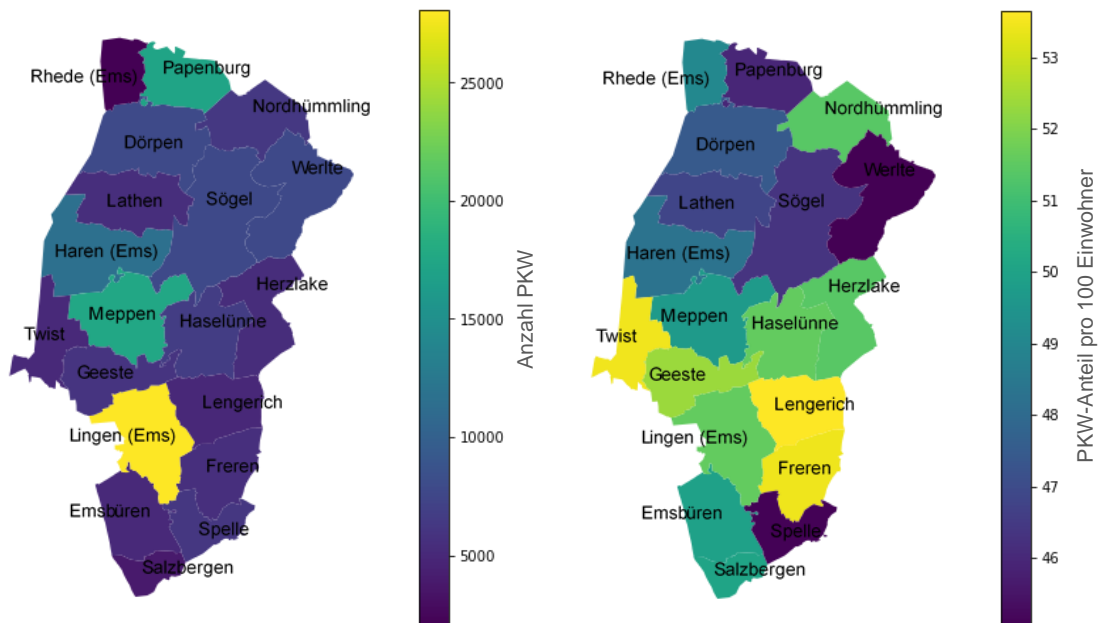 Rhede (Ems)
Papenburg
Nordhümmling
Dörpen
Werlte
Lathen
Sögel
Haren (Ems)
Herzlake
Meppen
Haselünne
Twist
Geeste
Lengerich
Lingen (Ems)
Freren
Emsbüren
Spelle
Salzbergen
25000
20000
15000
10000
5000
Anzahl PKW
Rhede (Ems)
Papenburg
Nordhümmling
Dörpen
Werlte
Lathen
Sögel
Haren (Ems)
Herzlake
Meppen
Haselünne
Twist
Geeste
Lengerich
Lingen (Ems)
Freren
Emsbüren
Spelle
Salzbergen
53
52
51
50
49
48
47
46
PKW-Anteil pro 100 Einwohner